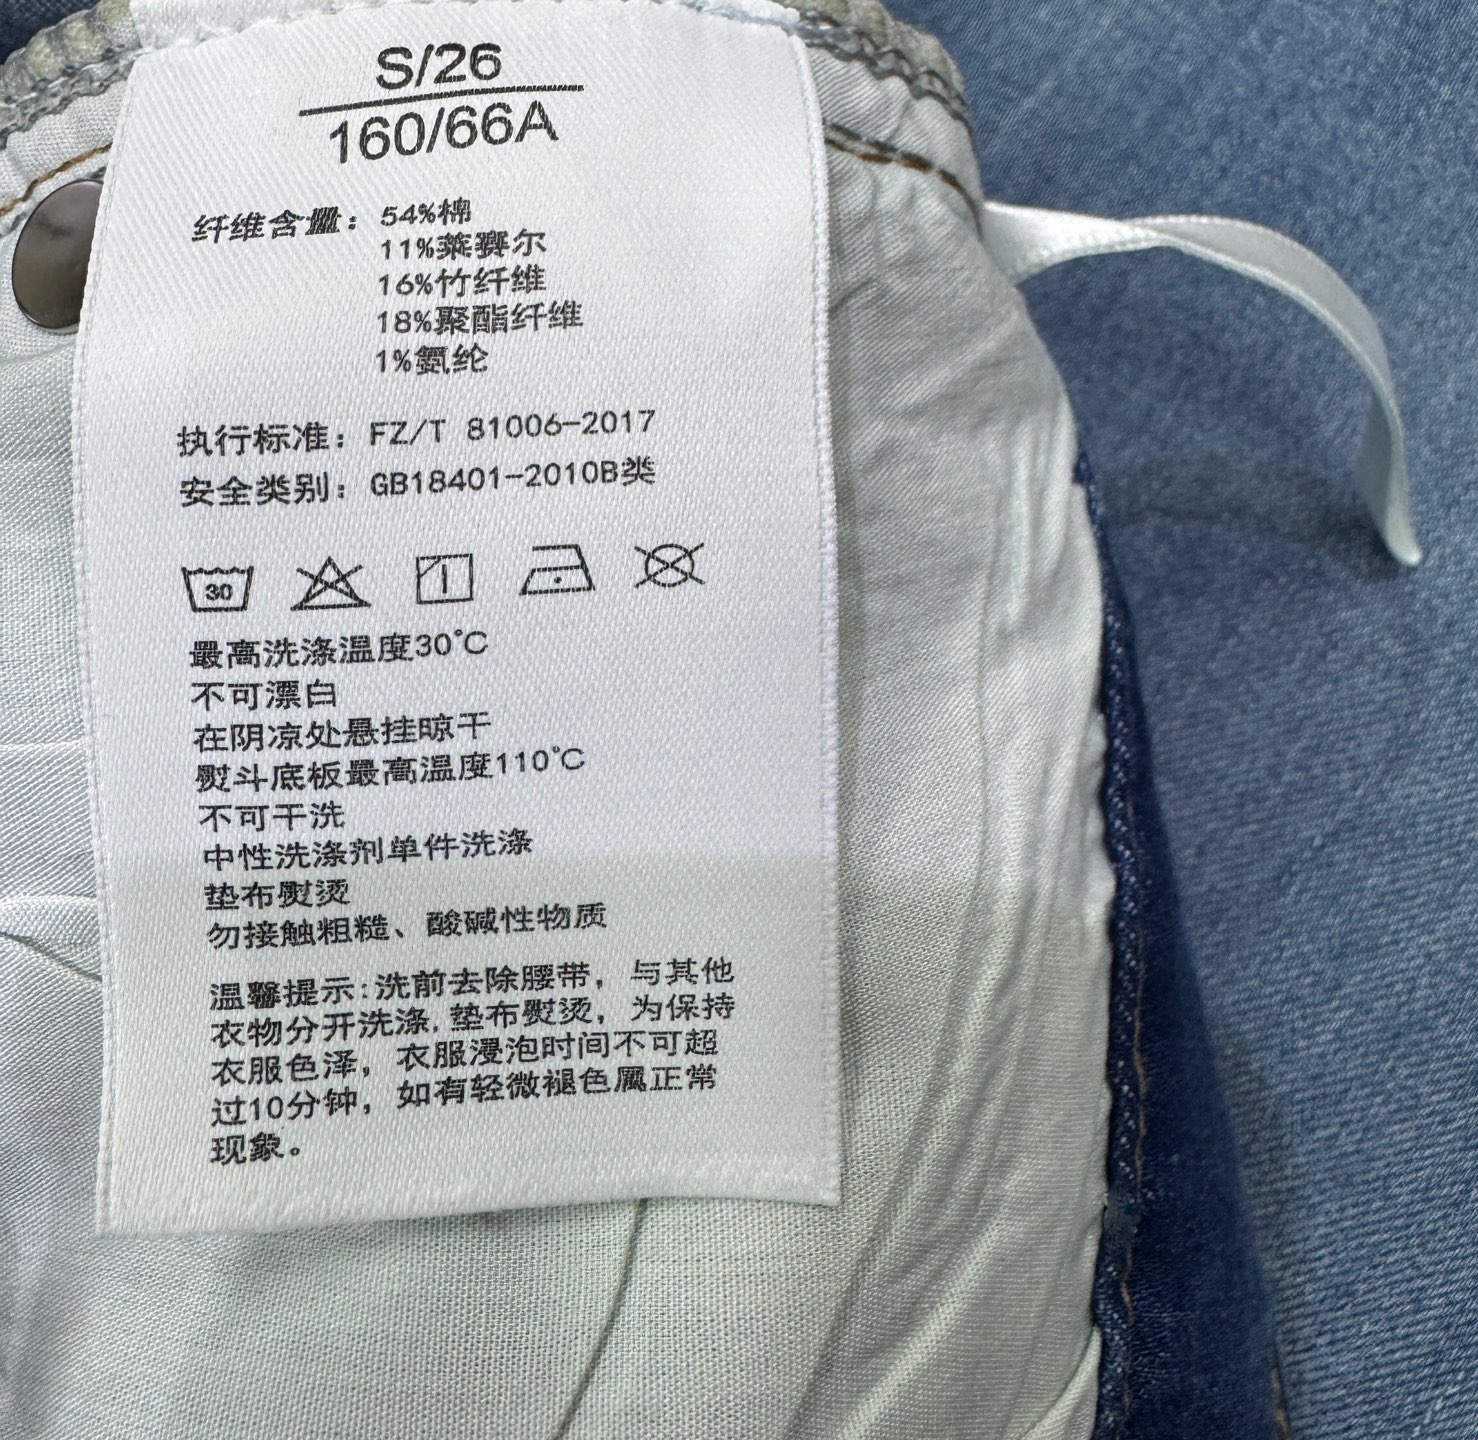 S/26
160/66A
纤维含量：54%棉
11%莱赛尔
16%竹纤维
18%聚酯纤维
1%氨纶
执行标准：FZ/T 81006-2017
安全类别：GB18401-2010B类
30
最高洗涤温度30℃
不可漂白
在阴凉处悬挂晾干
熨斗底板最高温度110℃
不可干洗
中性洗涤剂单件洗涤
垫布熨烫
勿接触粗糙、酸碱性物质
温馨提示:洗前去除腰带，与其他
衣物分开洗涤,垫布熨烫，为保持
衣服色泽，衣服浸泡时间不可超
过10分钟，如有轻微褪色属正常
现象。